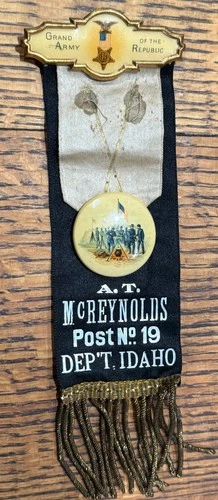 GRAND ARMY OF THE REPUBLIC
A. T.
McREYNOLDS
Post No. 19
DEP'T, IDAHO